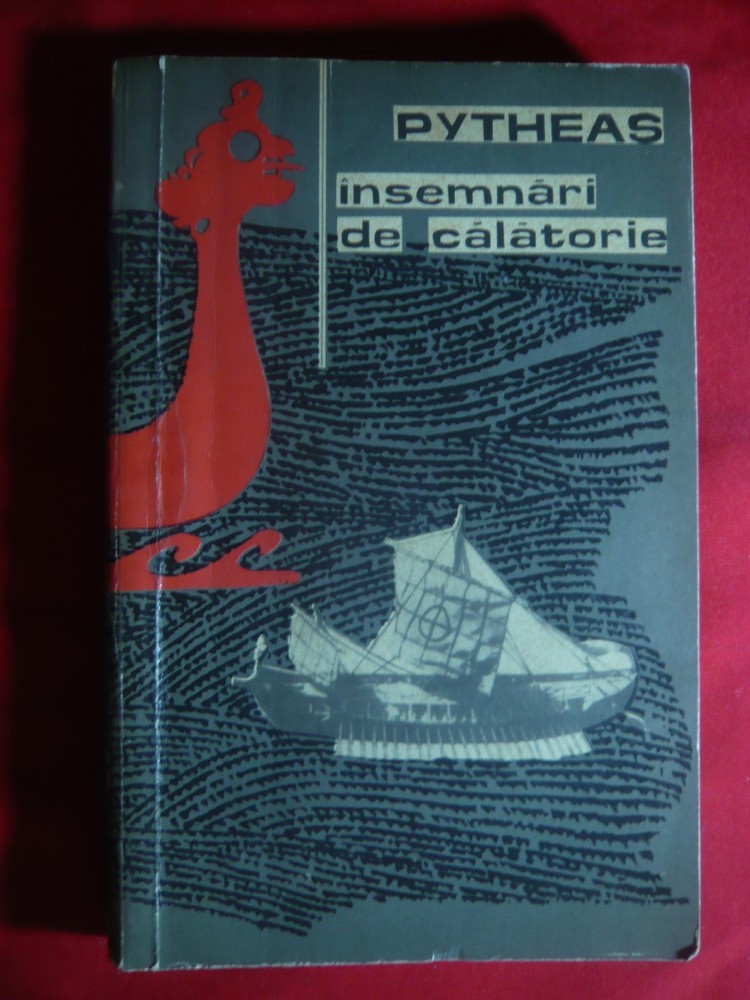 PYTHEAS
însemnări
de călătorie